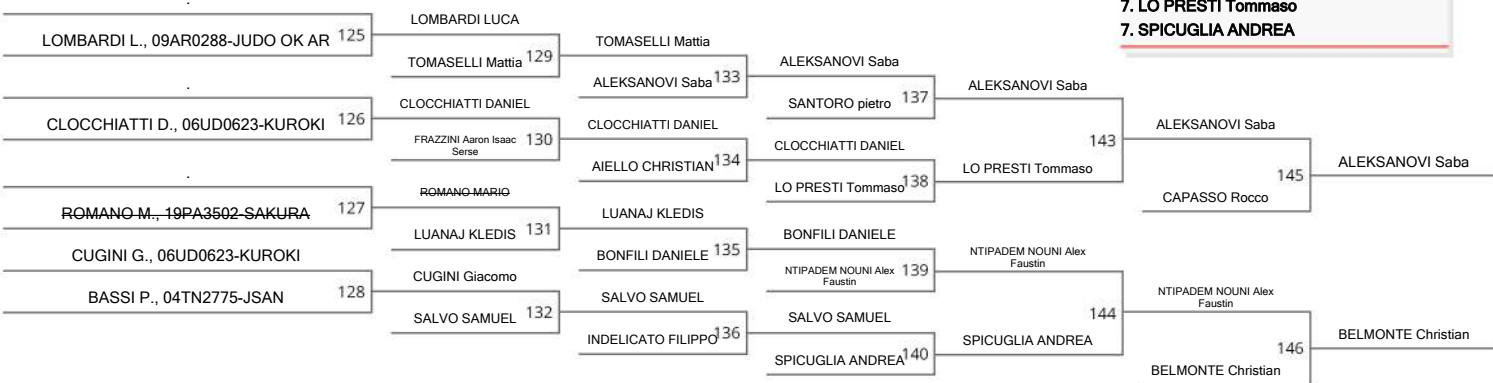 7. LO PRESTI Tommaso
7. SPICUGLIA ANDREA
.
LOMBARDI L., 09AR0288-JUDO OK AR
125
.
CLOCCHIATTI D., 06UD0623-KUROKI
126
.
ROMANO M., 19PA3502-SAKURA
127
CUGINI G., 06UD0623-KUROKI
BASSI P., 04TN2775-JSAN
128
LOMBARDI LUCA
TOMASELLI Mattia
129
CLOCCHIATTI DANIEL
FRAZZINI Aaron Isaac
Serse
130
ROMANO MARIO
LUANAJ KLEDIS
131
CUGINI Giacomo
SALVO SAMUEL
132
TOMASELLI Mattia
ALEKSANOVI Saba
133
CLOCCHIATTI DANIEL
AIELLO CHRISTIAN
134
LUANAJ KLEDIS
BONFILI DANIELE
135
SALVO SAMUEL
INDELICATO FILIPPO
136
ALEKSANOVI Saba
SANTORO pietro
137
CLOCCHIATTI DANIEL
LO PRESTI Tommaso
138
BONFILI DANIELE
NTIPADEM NOUNI Alex
Faustin
139
SALVO SAMUEL
SPICUGLIA ANDREA
140
ALEKSANOVI Saba
LO PRESTI Tommaso
143
NTIPADEM NOUNI Alex
Faustin
SPICUGLIA ANDREA
144
ALEKSANOVI Saba
CAPASSO Rocco
145
NTIPADEM NOUNI Alex
Faustin
BELMONTE Christian
146
ALEKSANOVI Saba
BELMONTE Christian